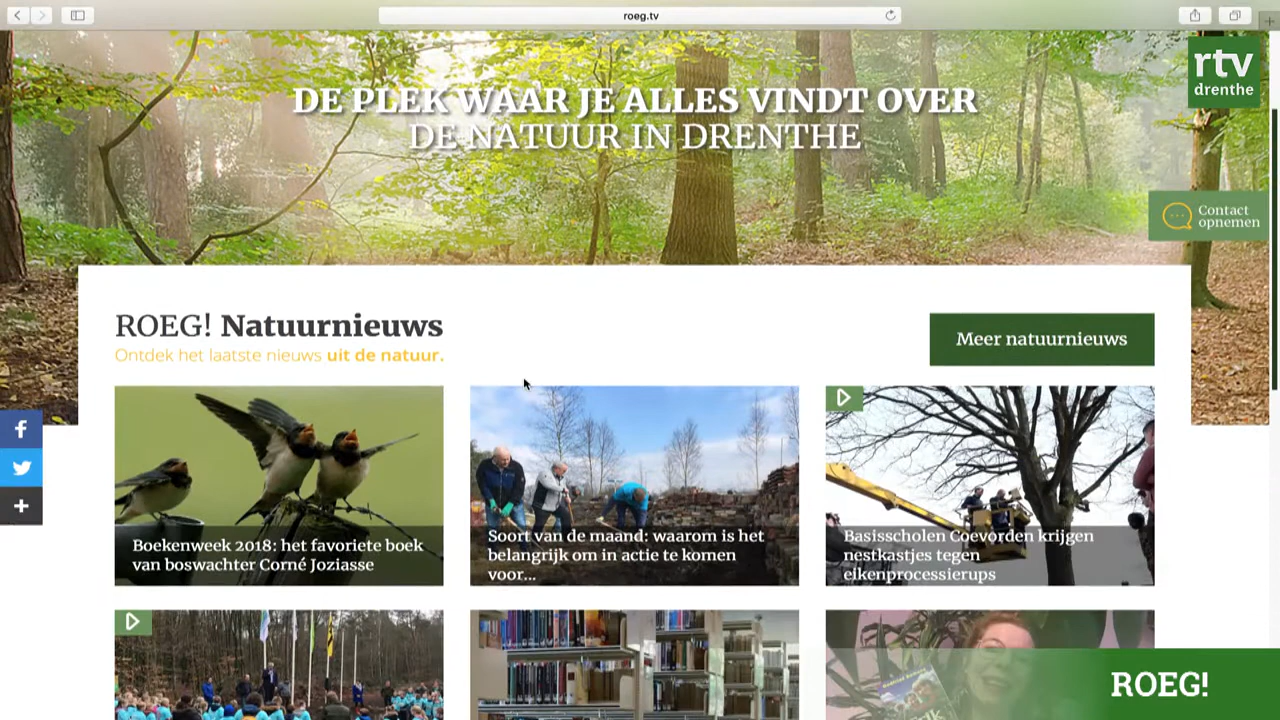 roeg.tv
rtv
drenthe
DE PLEK WAAR JE ALLES VINDT OVER
DE NATUUR IN DRENTHE
Contact
opnemen
ROEG! Natuurnieuws
Ontdek het laatste nieuws uit de natuur.
Meer natuurnieuws
Boekenweek 2018: het favoriete boek
van boswachter Corné Joziasse
Soort van de maand: waarom is het
belangrijk om in actie te komen
voor...
Basisscholen Coevorden krijgen
nestkastjes tegen
eikenprocessierups
ROEG!